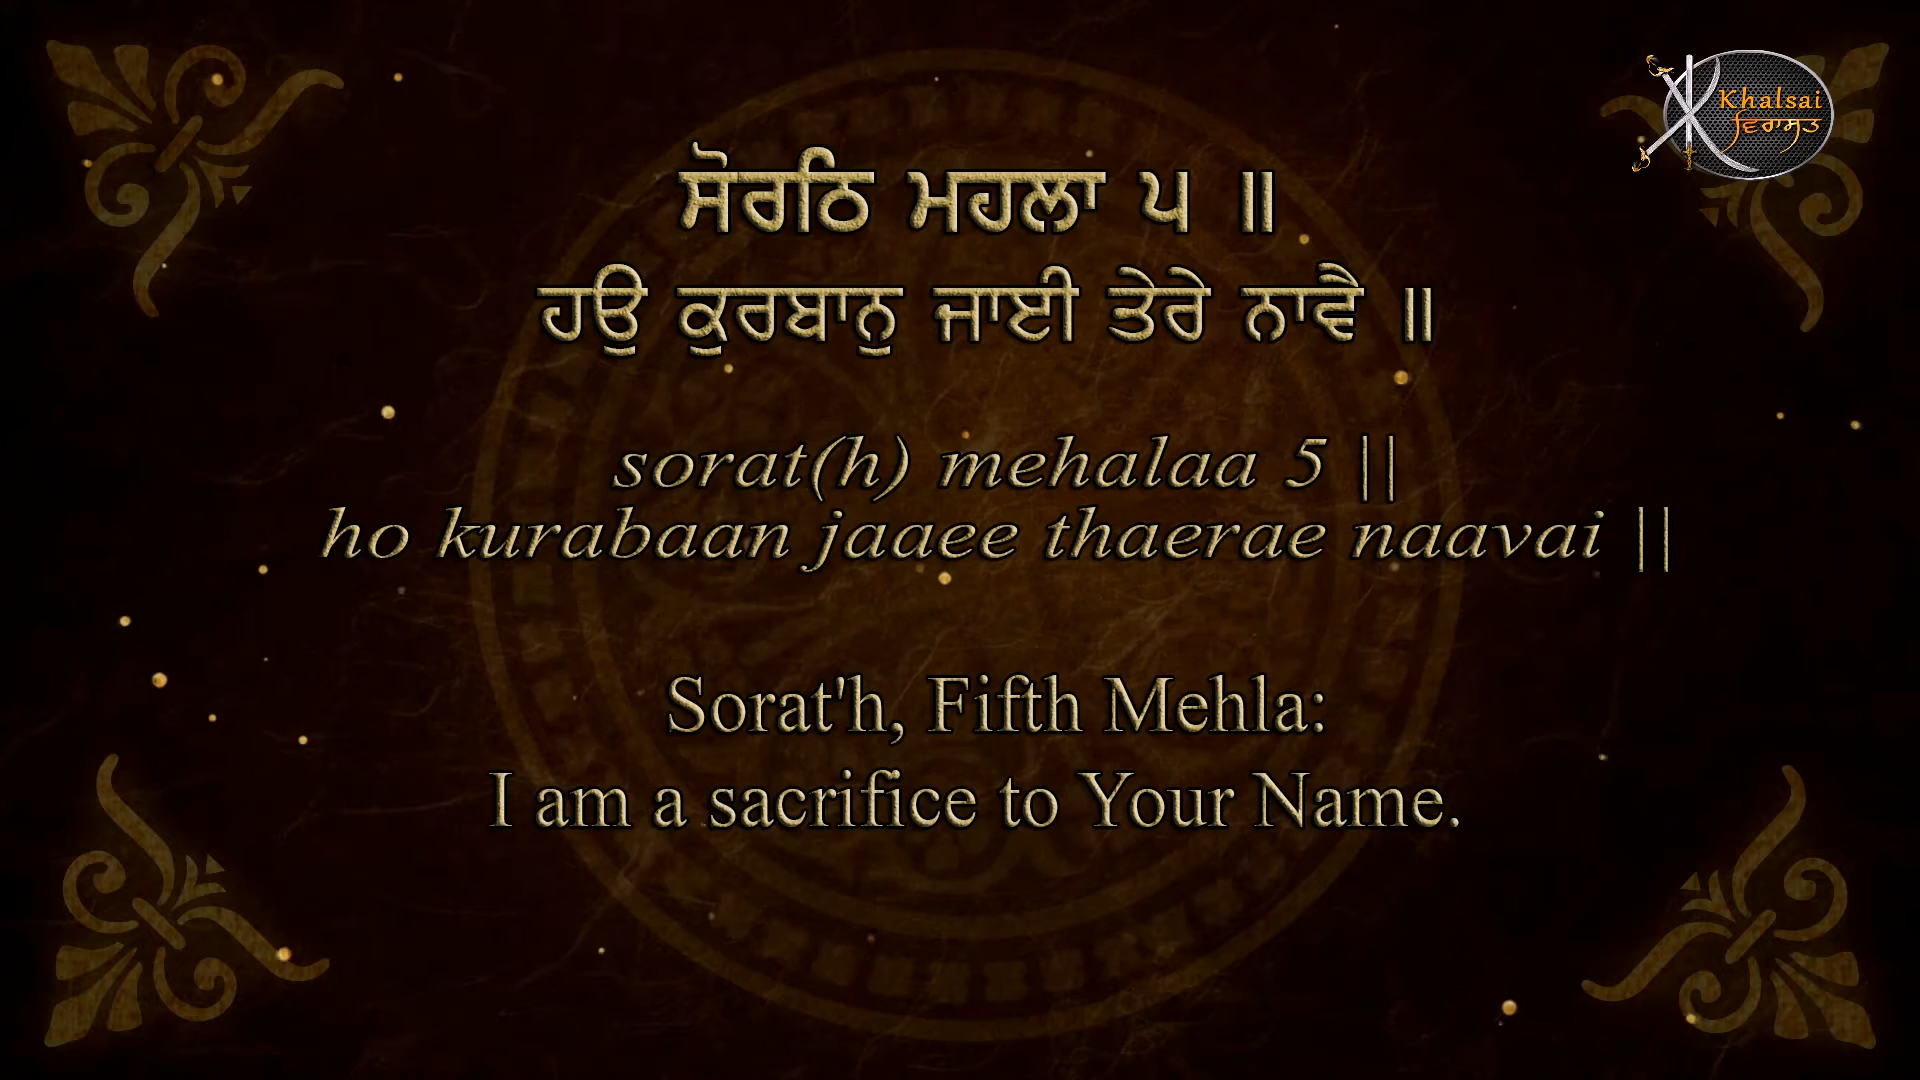 Khalsai
ਵਿਰਾਸਤ
ਸੋਰਠਿ ਮਹਲਾ ੫ ॥
ਹਉ ਕੁਰਬਾਨੁ ਜਾਈ ਤੇਰੇ ਨਾਵੈ ॥
sorat(h) mehalaa 5 ||
ho kurabaan jaaee thaerae naavai ||
Sorat'h, Fifth Mehla:
I am a sacrifice to Your Name.